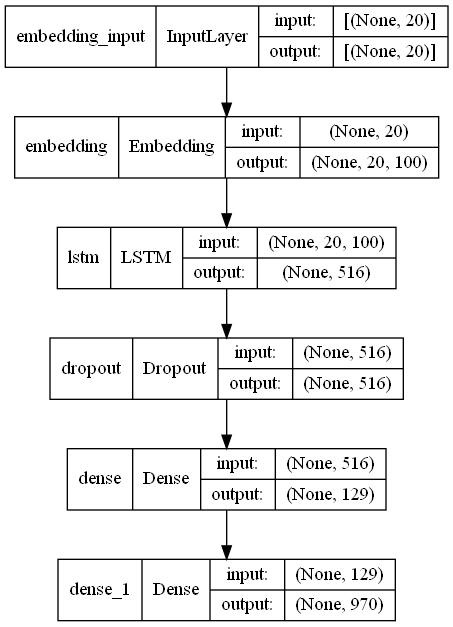 embedding_input InputLayer input: [(None, 20)]
output: [(None, 20)]
embedding Embedding input: (None, 20)
output: (None, 20, 100)
lstm LSTM input: (None, 20, 100)
output: (None, 516)
dropout Dropout input: (None, 516)
output: (None, 516)
dense Dense input: (None, 516)
output: (None, 129)
dense_1 Dense input: (None, 129)
output: (None, 970)